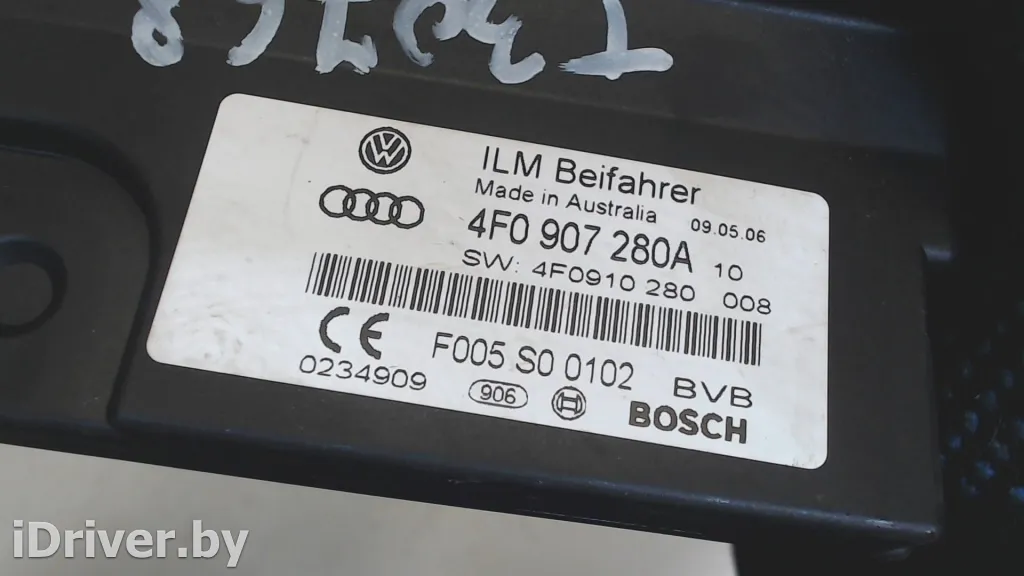 T30768
ILM Beifahrer
Made in Australia 09.05.06
4F0 907 280A 10
SW: 4F0910 280 008
CE F005 S0 0102 BVB
0234909 906 BOSCH
iDriver.by